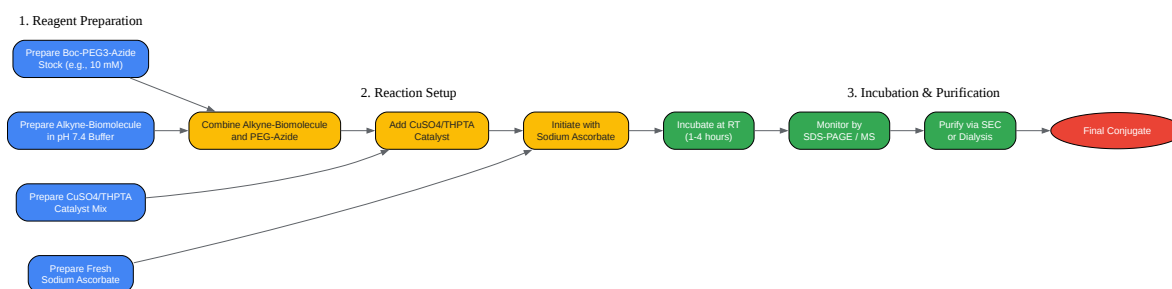 1. Reagent Preparation
Prepare Boc-PEG3-Azide
Stock (e.g., 10 mM)
Prepare Alkyne-Biomolecule
in pH 7.4 Buffer
Prepare CuSO4/THPTA
Catalyst Mix
Prepare Fresh
Sodium Ascorbate
2. Reaction Setup
Combine Alkyne-Biomolecule
and PEG-Azide
Add CuSO4/THPTA
Catalyst
Initiate with
Sodium Ascorbate
3. Incubation & Purification
Incubate at RT
(1-4 hours)
Monitor by
SDS-PAGE / MS
Purify via SEC
or Dialysis
Final Conjugate